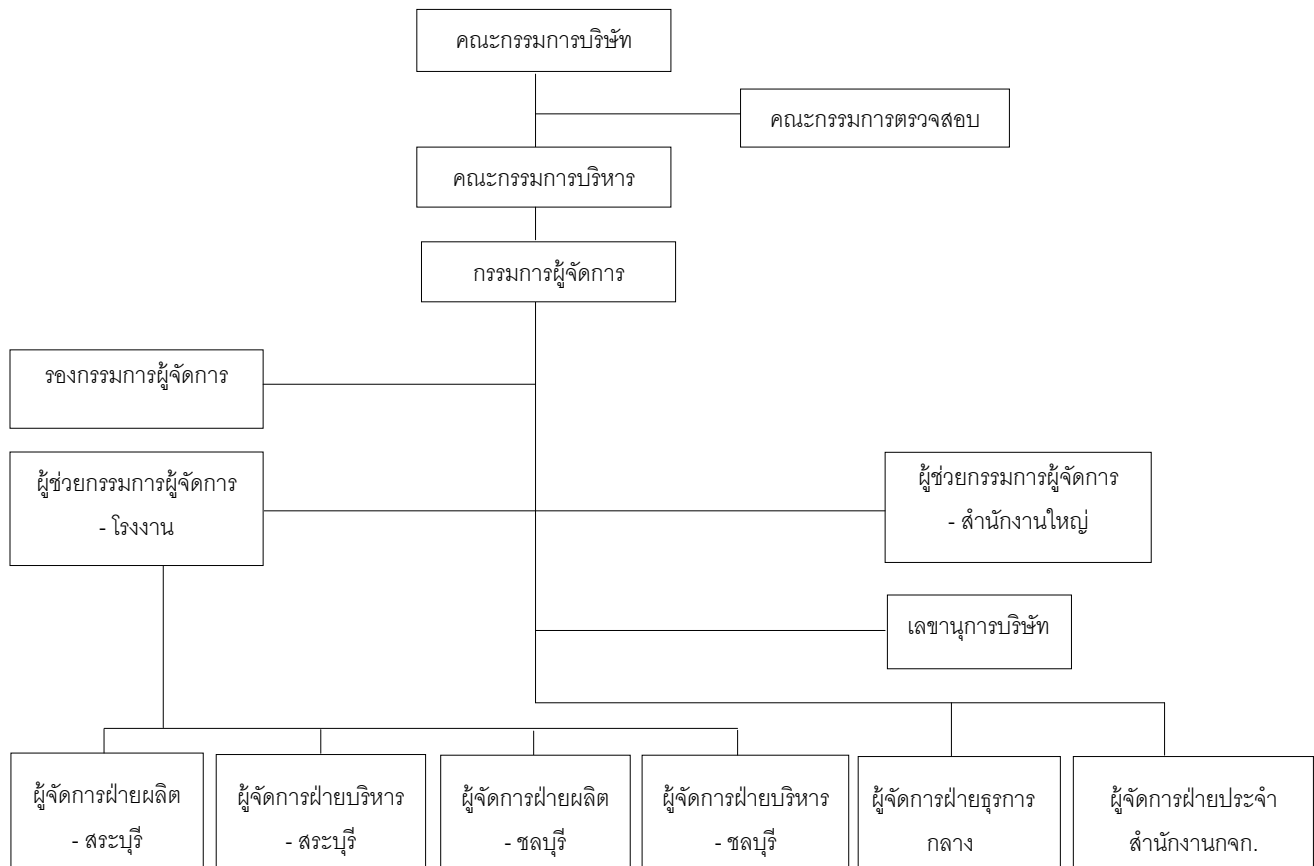 คณะกรรมการบริษัท
คณะกรรมการตรวจสอบ
คณะกรรมการบริหาร
กรรมการผู้จัดการ
รองกรรมการผู้จัดการ
ผู้ช่วยกรรมการผู้จัดการ
- โรงงาน
ผู้ช่วยกรรมการผู้จัดการ
- สำนักงานใหญ่
เลขานุการบริษัท
ผู้จัดการฝ่ายผลิต
- สระบุรี
ผู้จัดการฝ่ายบริหาร
- สระบุรี
ผู้จัดการฝ่ายผลิต
- ชลบุรี
ผู้จัดการฝ่ายบริหาร
- ชลบุรี
ผู้จัดการฝ่ายธุรการ
กลาง
ผู้จัดการฝ่ายประจำ
สำนักงานกจก.